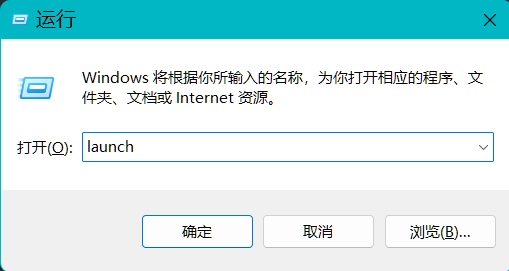 运行
Windows 将根据你所输入的名称，为你打开相应的程序、文
件夹、文档或 Internet 资源。
打开(O): launch
确定 取消 浏览(B)...